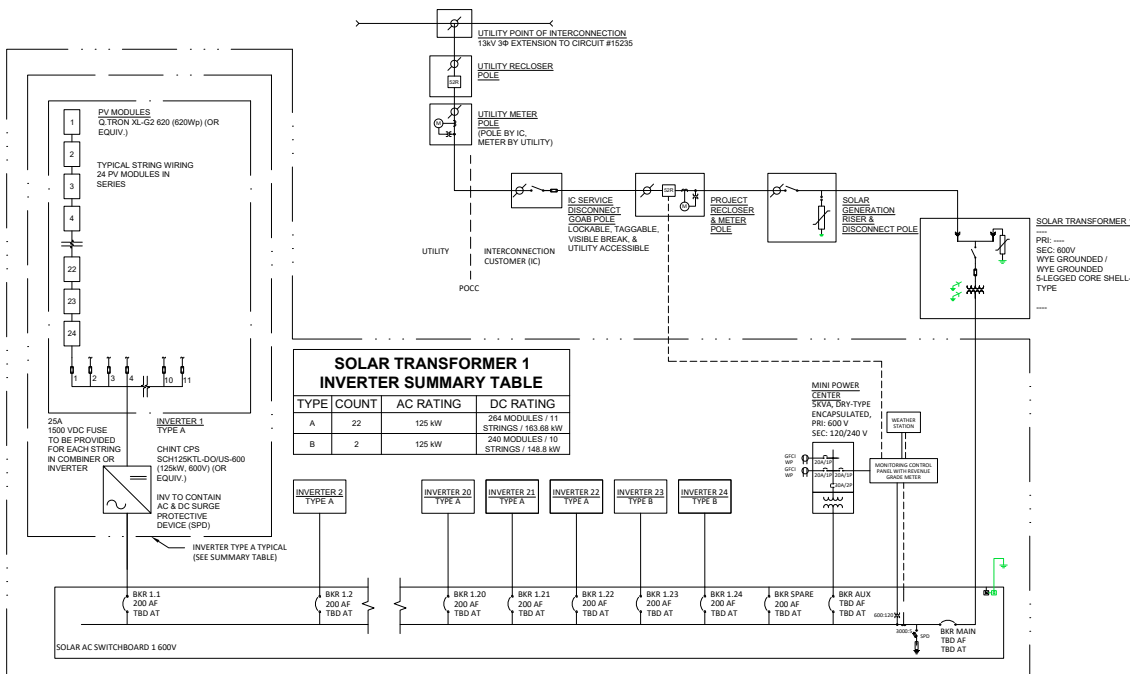 UTILITY POINT OF INTERCONNECTION
13kV 3Φ EXTENSION TO CIRCUIT #15235
UTILITY RECLOSER
POLE
52R
UTILITY METER
POLE
(POLE BY IC,
METER BY UTILITY)
M
PV MODULES
Q.TRON XL-G2 620 (620Wp) (OR
EQUIV.)
TYPICAL STRING WIRING
24 PV MODULES IN
SERIES
1
2
3
4
22
23
24
1
2
3
4
10
11
UTILITY
INTERCONNECTION
CUSTOMER (IC)
POCC
IC SERVICE
DISCONNECT
GOAB POLE
LOCKABLE, TAGGABLE,
VISIBLE BREAK, &
UTILITY ACCESSIBLE
52R
M
PROJECT
RECLOSER
& METER
POLE
SOLAR
GENERATION
RISER &
DISCONNECT POLE
SOLAR TRANSFORMER 1
----
PRI: ----
SEC: 600V
WYE GROUNDED /
WYE GROUNDED
5-LEGGED CORE SHELL-
TYPE
----
25A
1500 VDC FUSE
TO BE PROVIDED
FOR EACH STRING
IN COMBINER OR
INVERTER
INVERTER 1
TYPE A
CHINT CPS
SCH125KTL-DO/US-600
(125kW, 600V) (OR
EQUIV.)
INV TO CONTAIN
AC & DC SURGE
PROTECTIVE
DEVICE (SPD)
INVERTER TYPE A TYPICAL
(SEE SUMMARY TABLE)
SOLAR TRANSFORMER 1
INVERTER SUMMARY TABLE
TYPE COUNT AC RATING DC RATING
A 22 125 kW 264 MODULES / 11
STRINGS / 163.68 kW
B 2 125 kW 240 MODULES / 10
STRINGS / 148.8 kW
MINI POWER
CENTER
5KVA, DRY-TYPE
ENCAPSULATED,
PRI: 600 V
SEC: 120/240 V
GFCI
WP
GFCI
WP
20A/1P
20A/1P
20A/1P
30A/2P
WEATHER
STATION
MONITORING CONTROL
PANEL WITH REVENUE
GRADE METER
INVERTER 2
TYPE A
INVERTER 20
TYPE A
INVERTER 21
TYPE A
INVERTER 22
TYPE A
INVERTER 23
TYPE B
INVERTER 24
TYPE B
BKR 1.1
200 AF
TBD AT
BKR 1.2
200 AF
TBD AT
BKR 1.20
200 AF
TBD AT
BKR 1.21
200 AF
TBD AT
BKR 1.22
200 AF
TBD AT
BKR 1.23
200 AF
TBD AT
BKR 1.24
200 AF
TBD AT
BKR SPARE
200 AF
TBD AT
BKR AUX
TBD AF
TBD AT
600:120
3000:5
SPD
BKR MAIN
TBD AF
TBD AT
SOLAR AC SWITCHBOARD 1 600V